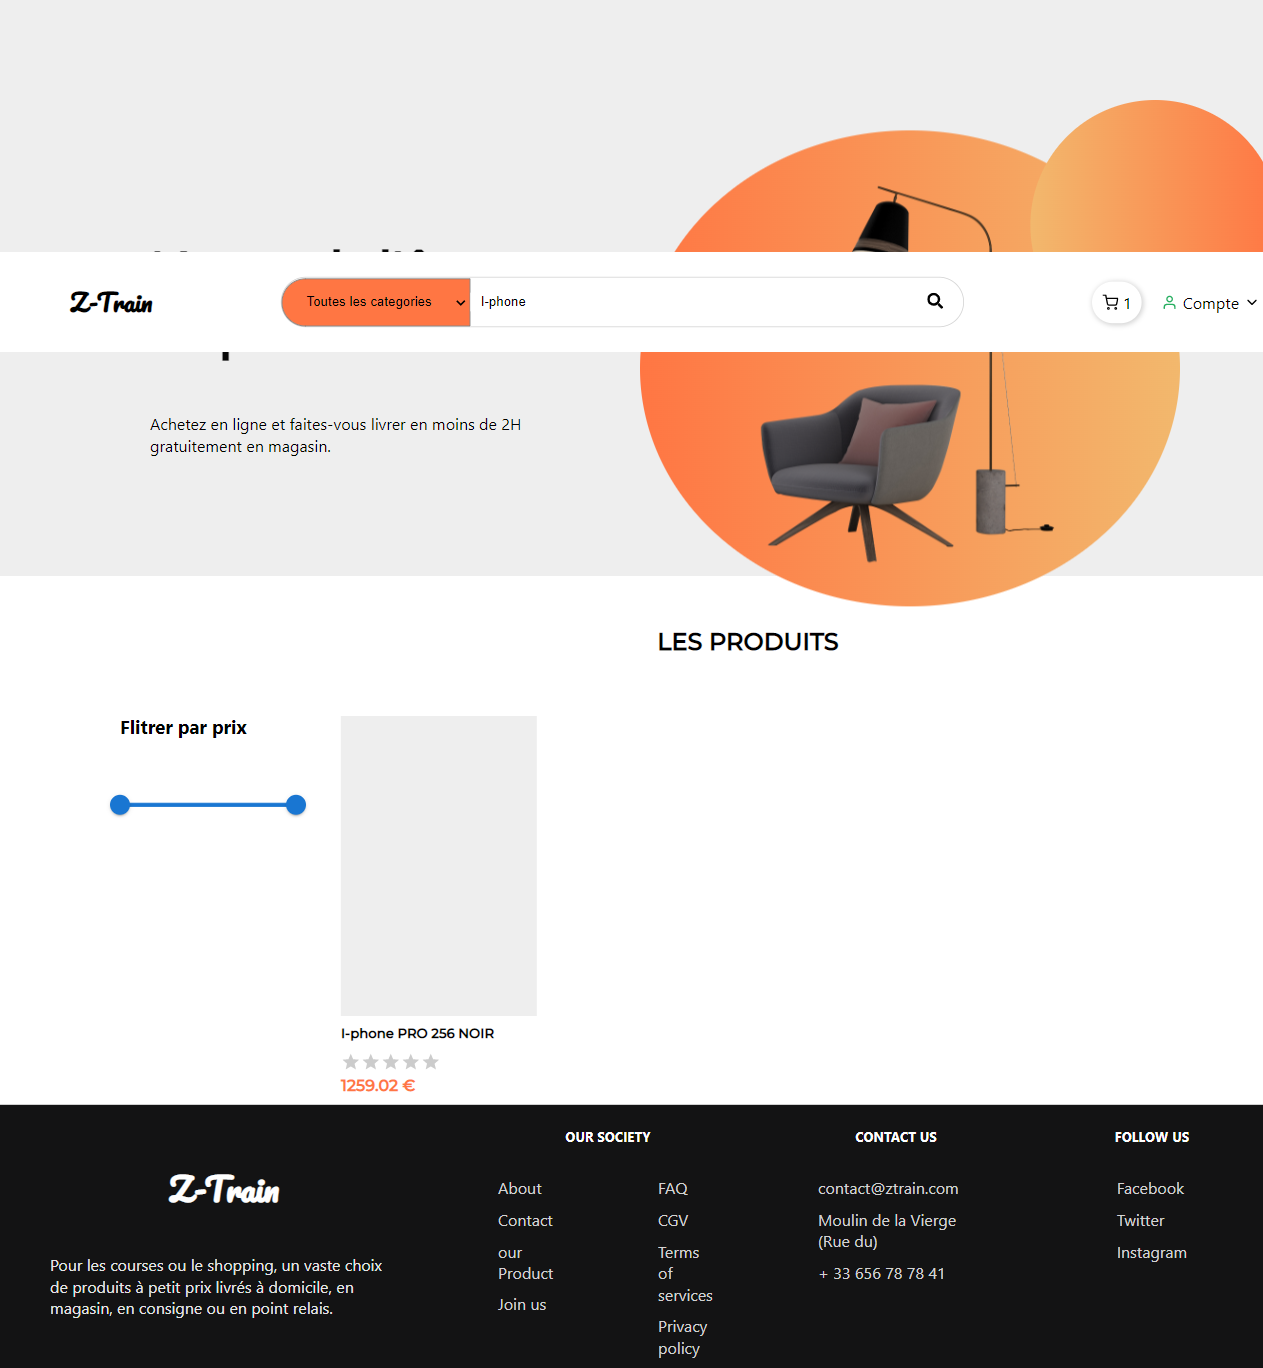 Z-Train
Toutes les categories
I-phone
1
Compte
Achetez en ligne et faites-vous livrer en moins de 2H
gratuitement en magasin.
LES PRODUITS
Flitrer par prix
I-phone PRO 256 NOIR
1259.02 €
Z-Train
Pour les courses ou le shopping, un vaste choix
de produits à petit prix livrés à domicile, en
magasin, en consigne ou en point relais.
OUR SOCIETY
About
Contact
our
Product
Join us
FAQ
CGV
Terms
of
services
Privacy
policy
CONTACT US
contact@ztrain.com
Moulin de la Vierge
(Rue du)
+ 33 656 78 78 41
FOLLOW US
Facebook
Twitter
Instagram